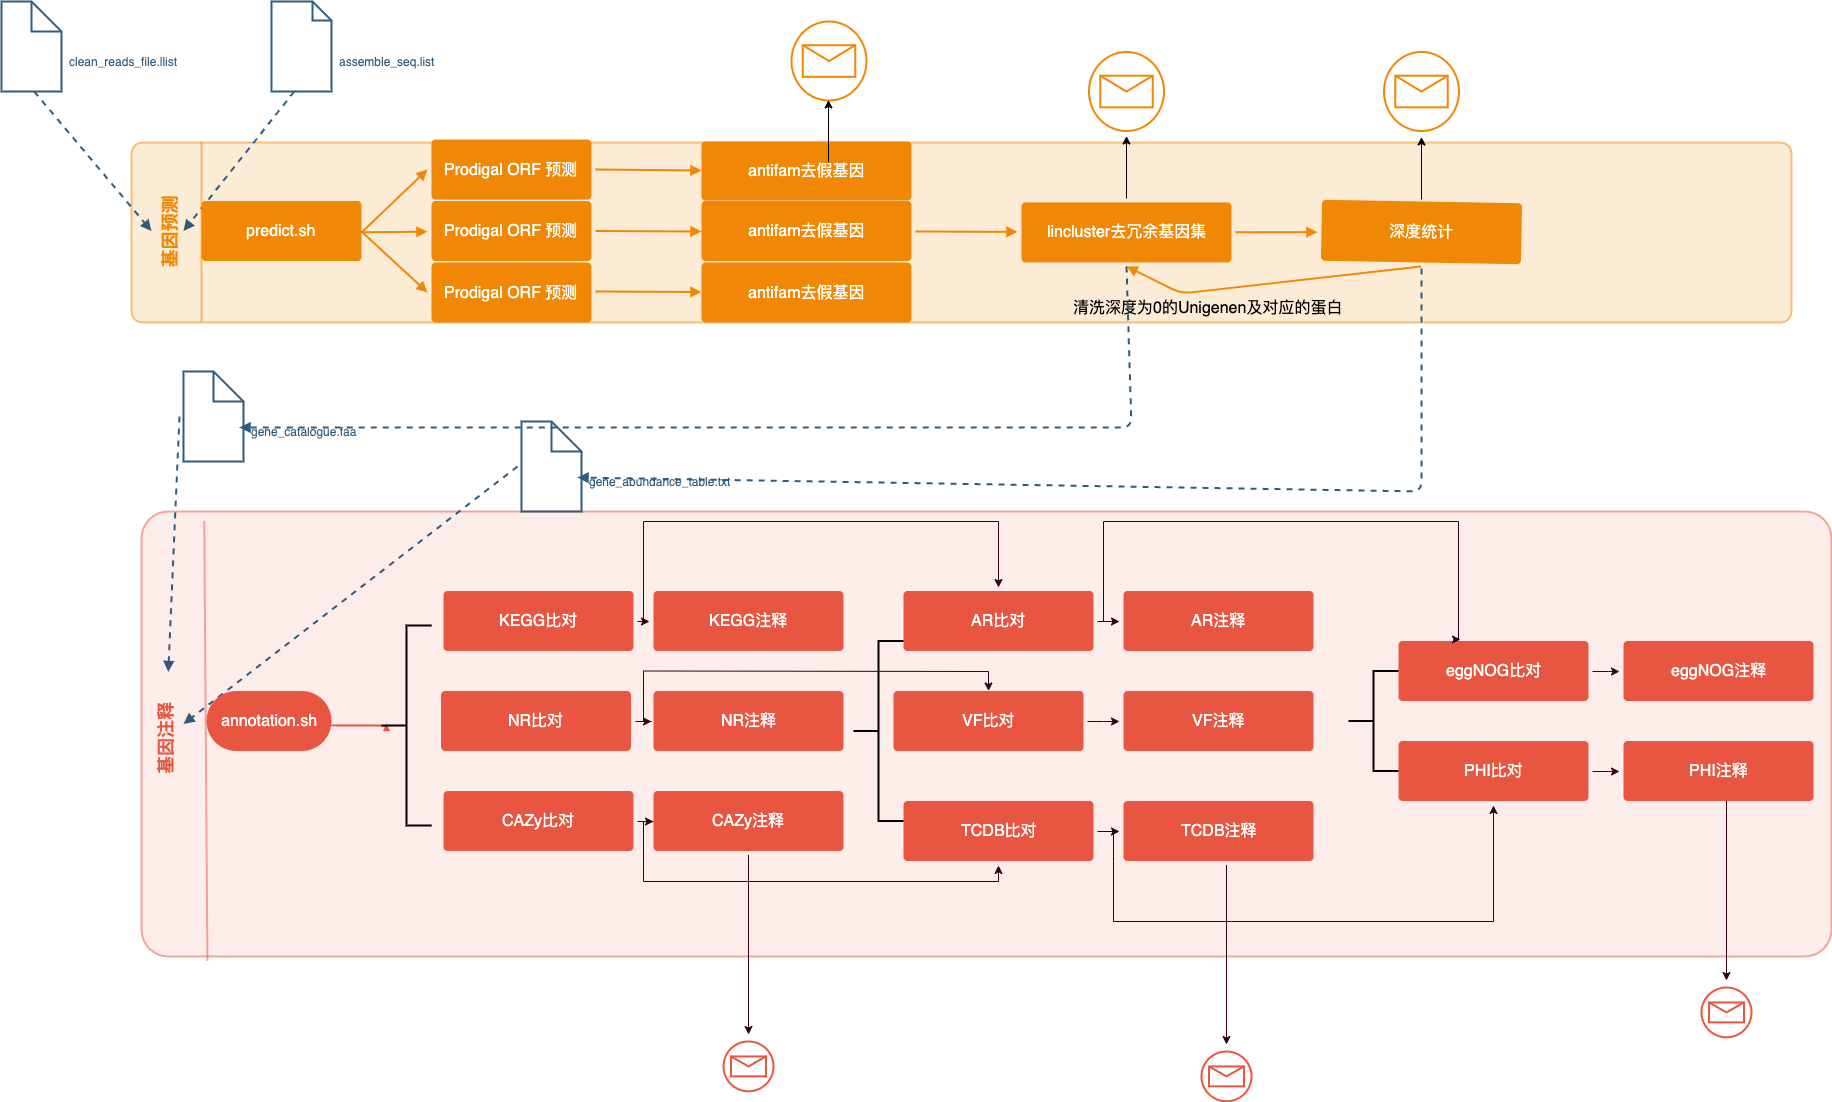 clean_reads_file.llist
assemble_seq.list
基因预测
predict.sh
Prodigal ORF 预测
antifam去假基因
Prodigal ORF 预测
antifam去假基因
Prodigal ORF 预测
antifam去假基因
lincluster去冗余基因集
深度统计
清洗深度为0的Unigenen及对应的蛋白
gene_catalogue.faa
gene_abundance_table.txt
基因注释
annotation.sh
KEGG比对
KEGG注释
AR比对
AR注释
NR比对
NR注释
VF比对
VF注释
CAZy比对
CAZy注释
TCDB比对
TCDB注释
eggNOG比对
eggNOG注释
PHI比对
PHI注释